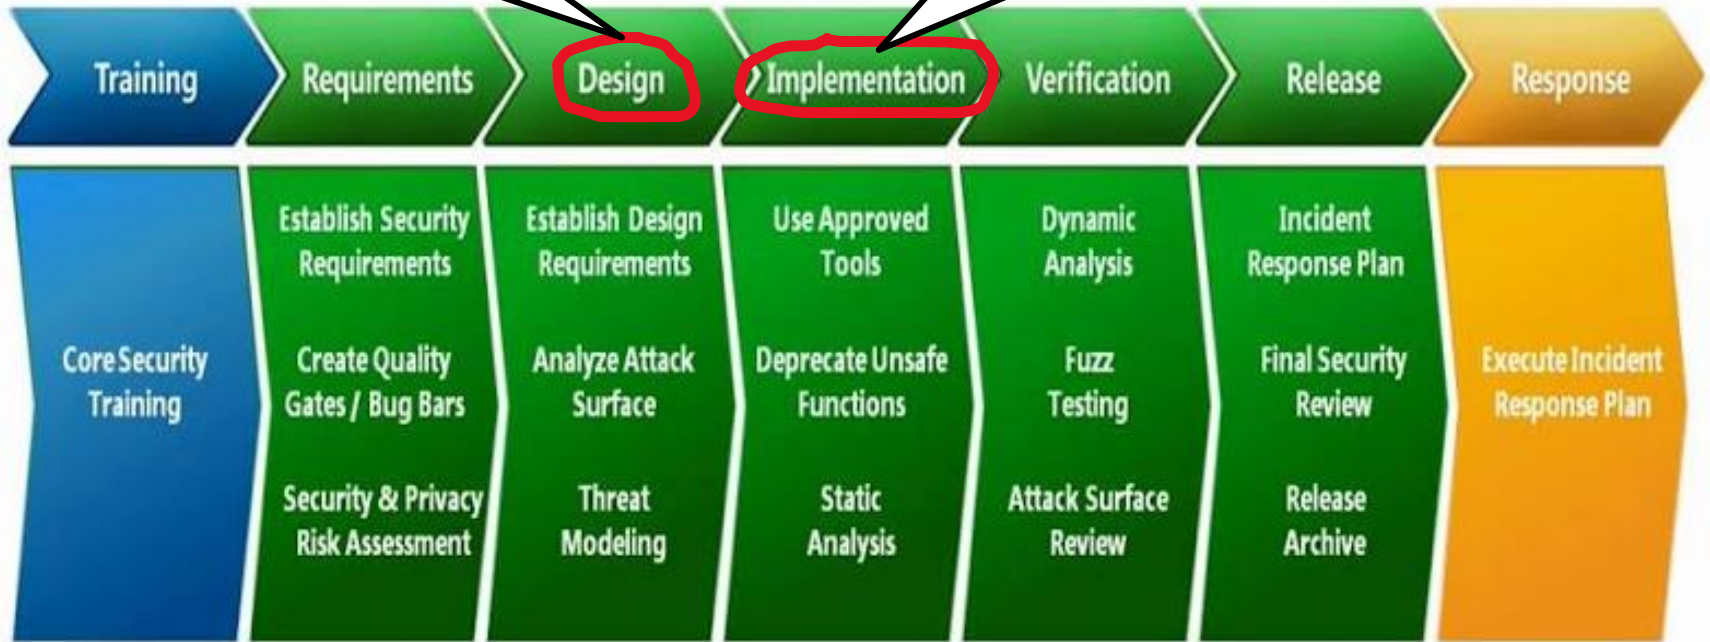 Training
Requirements
Design
Implementation
Verification
Release
Response
Core Security
Training
Establish Security
Requirements
Create Quality
Gates / Bug Bars
Security & Privacy
Risk Assessment
Establish Design
Requirements
Analyze Attack
Surface
Threat
Modeling
Use Approved
Tools
Deprecate Unsafe
Functions
Static
Analysis
Dynamic
Analysis
Fuzz
Testing
Attack Surface
Review
Incident
Response Plan
Final Security
Review
Release
Archive
Execute Incident
Response Plan